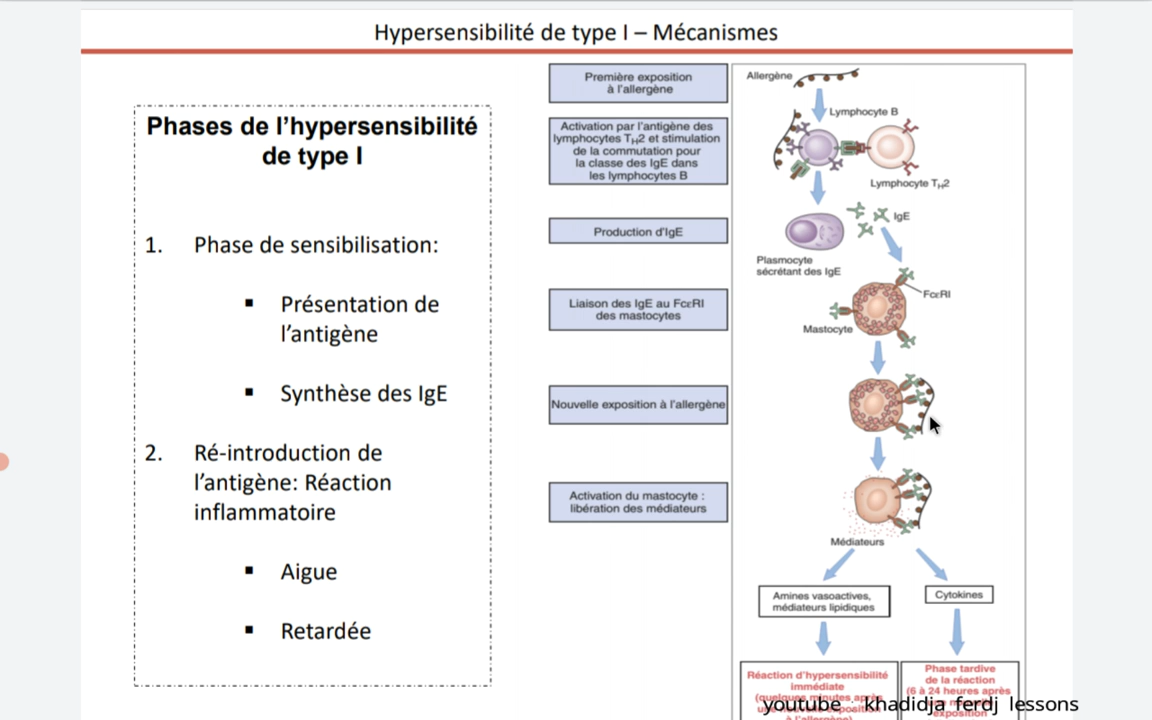 Hypersensibilité de type I – Mécanismes
Phases de l'hypersensibilité
de type I
1. Phase de sensibilisation:
▪ Présentation de
l'antigène
▪ Synthèse des IgE
2. Ré-introduction de
l'antigène: Réaction
inflammatoire
▪ Aigue
▪ Retardée
Première exposition
à l'allergène
Activation par l'antigène des
lymphocytes TH2 et stimulation
de la commutation pour
la classe des IgE dans
les lymphocytes B
Production d'IgE
Liaison des IgE au FcεRI
des mastocytes
Nouvelle exposition à l'allergène
Activation du mastocyte :
libération des médiateurs
Allergène
Lymphocyte B
Lymphocyte TH2
IgE
Plasmocyte
sécrétant des IgE
FcεRI
Mastocyte
Médiateurs
Amines vasoactives,
médiateurs lipidiques
Cytokines
Réaction d'hypersensibilité
immédiate
(quelques minutes après
à l'allergène)
Phase tardive
de la réaction
(6 à 24 heures après
exposition
youtube : khadidja ferdj lessons